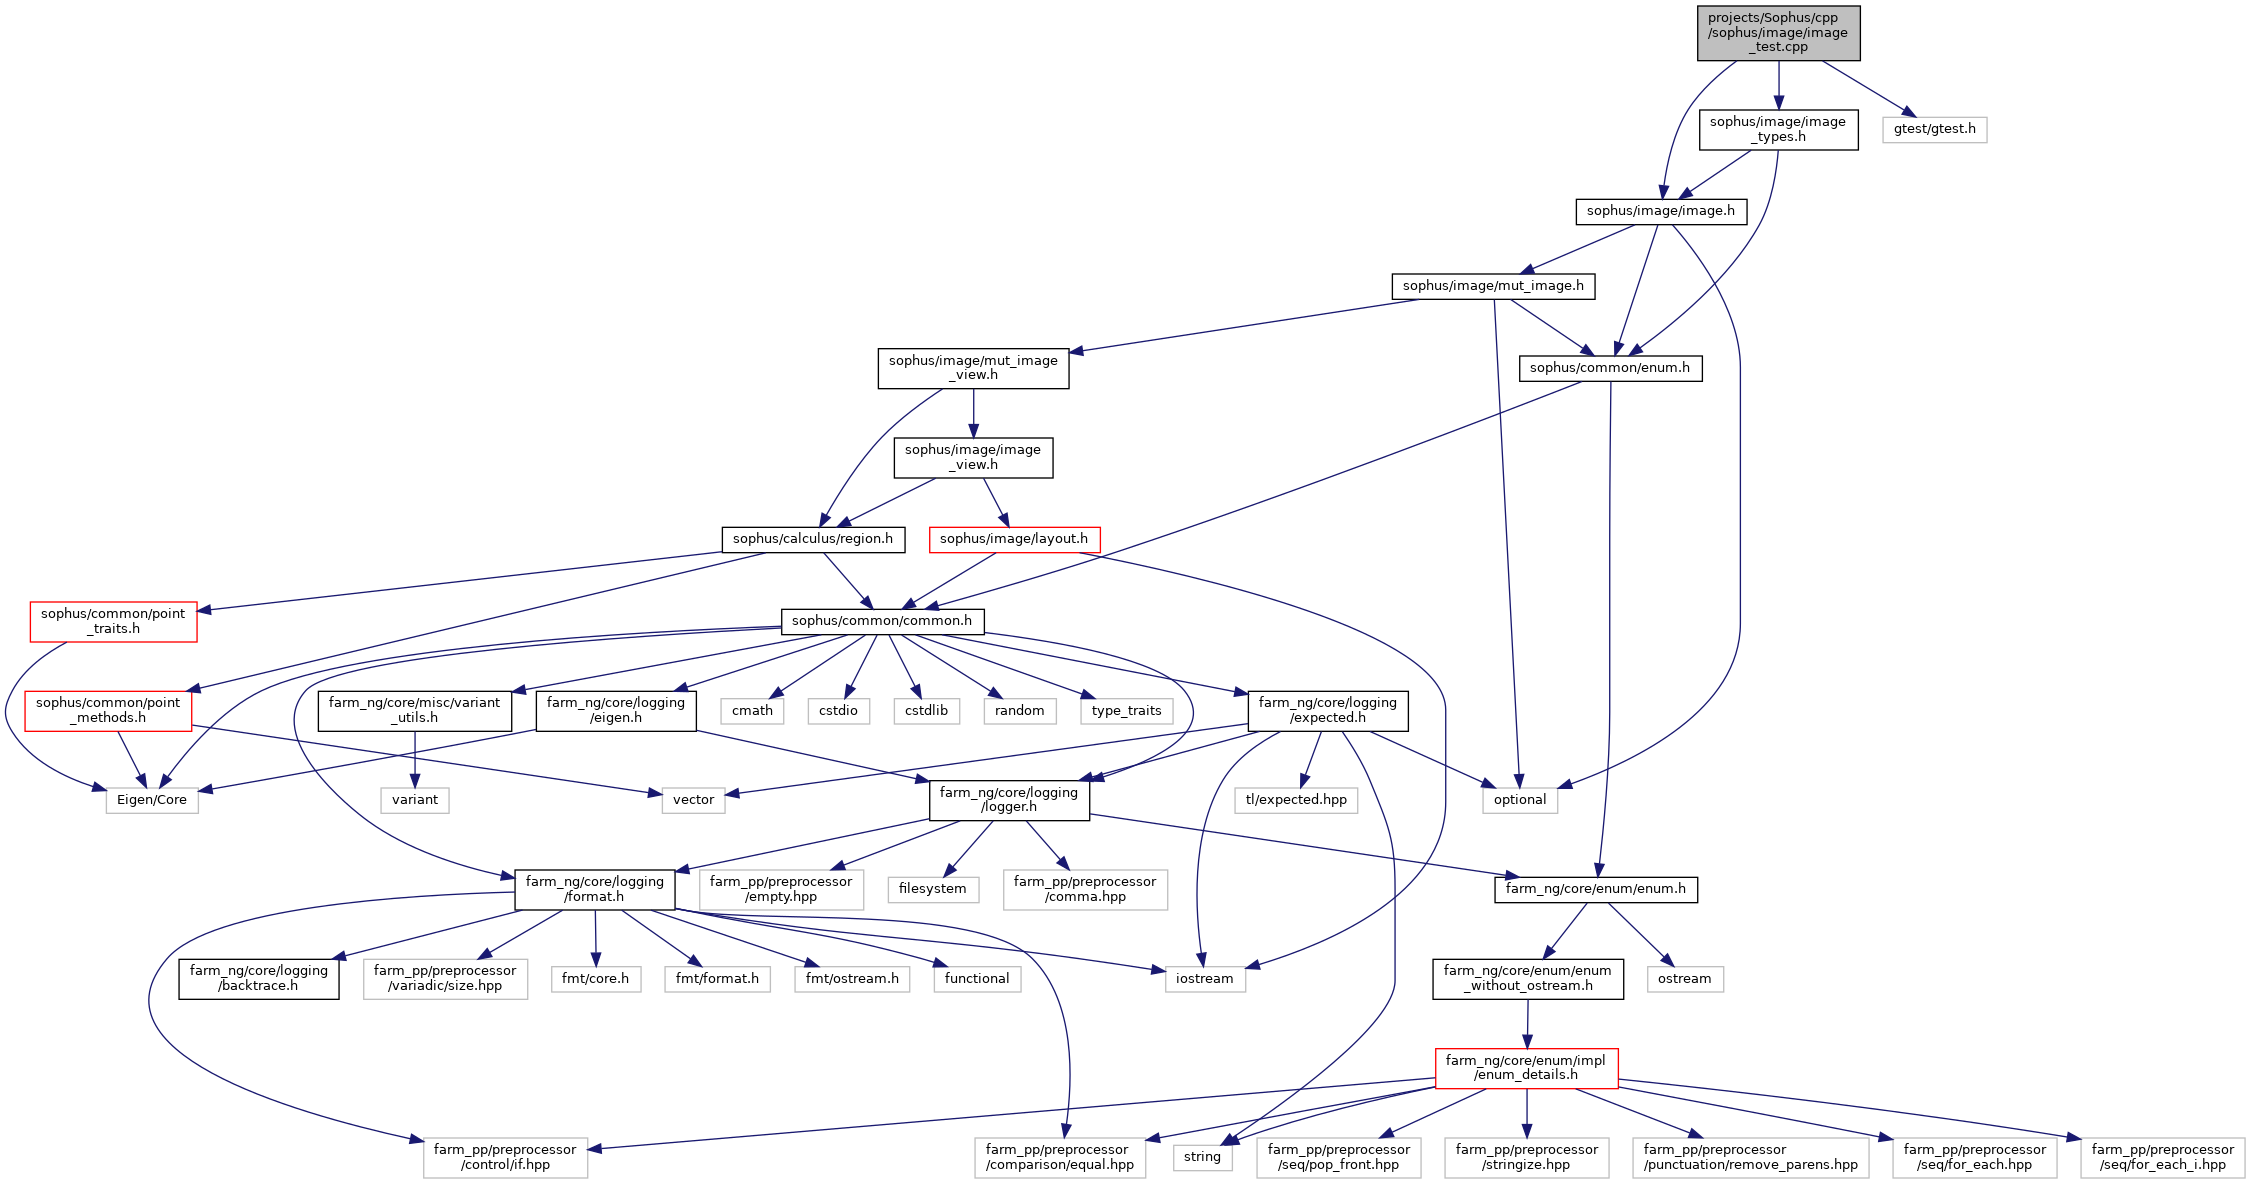 projects/Sophus/cpp
/sophus/image/image
_test.cpp
sophus/image/image
_types.h
gtest/gtest.h
sophus/image/image.h
sophus/image/mut_image.h
sophus/image/mut_image
_view.h
sophus/common/enum.h
sophus/image/image
_view.h
sophus/calculus/region.h
sophus/image/layout.h
sophus/common/point
_traits.h
sophus/common/common.h
sophus/common/point
_methods.h
farm_ng/core/misc/variant
_utils.h
farm_ng/core/logging
/eigen.h
cmath
cstdio
cstdlib
random
type_traits
farm_ng/core/logging
/expected.h
Eigen/Core
variant
vector
farm_ng/core/logging
/logger.h
tl/expected.hpp
optional
farm_ng/core/logging
/format.h
farm_pp/preprocessor
/empty.hpp
filesystem
farm_pp/preprocessor
/comma.hpp
farm_ng/core/enum/enum.h
farm_ng/core/logging
/backtrace.h
farm_pp/preprocessor
/variadic/size.hpp
fmt/core.h
fmt/format.h
fmt/ostream.h
functional
iostream
farm_ng/core/enum/enum
_without_ostream.h
ostream
farm_ng/core/enum/impl
/enum_details.h
farm_pp/preprocessor
/control/if.hpp
farm_pp/preprocessor
/comparison/equal.hpp
string
farm_pp/preprocessor
/seq/pop_front.hpp
farm_pp/preprocessor
/stringize.hpp
farm_pp/preprocessor
/punctuation/remove_parens.hpp
farm_pp/preprocessor
/seq/for_each.hpp
farm_pp/preprocessor
/seq/for_each_i.hpp